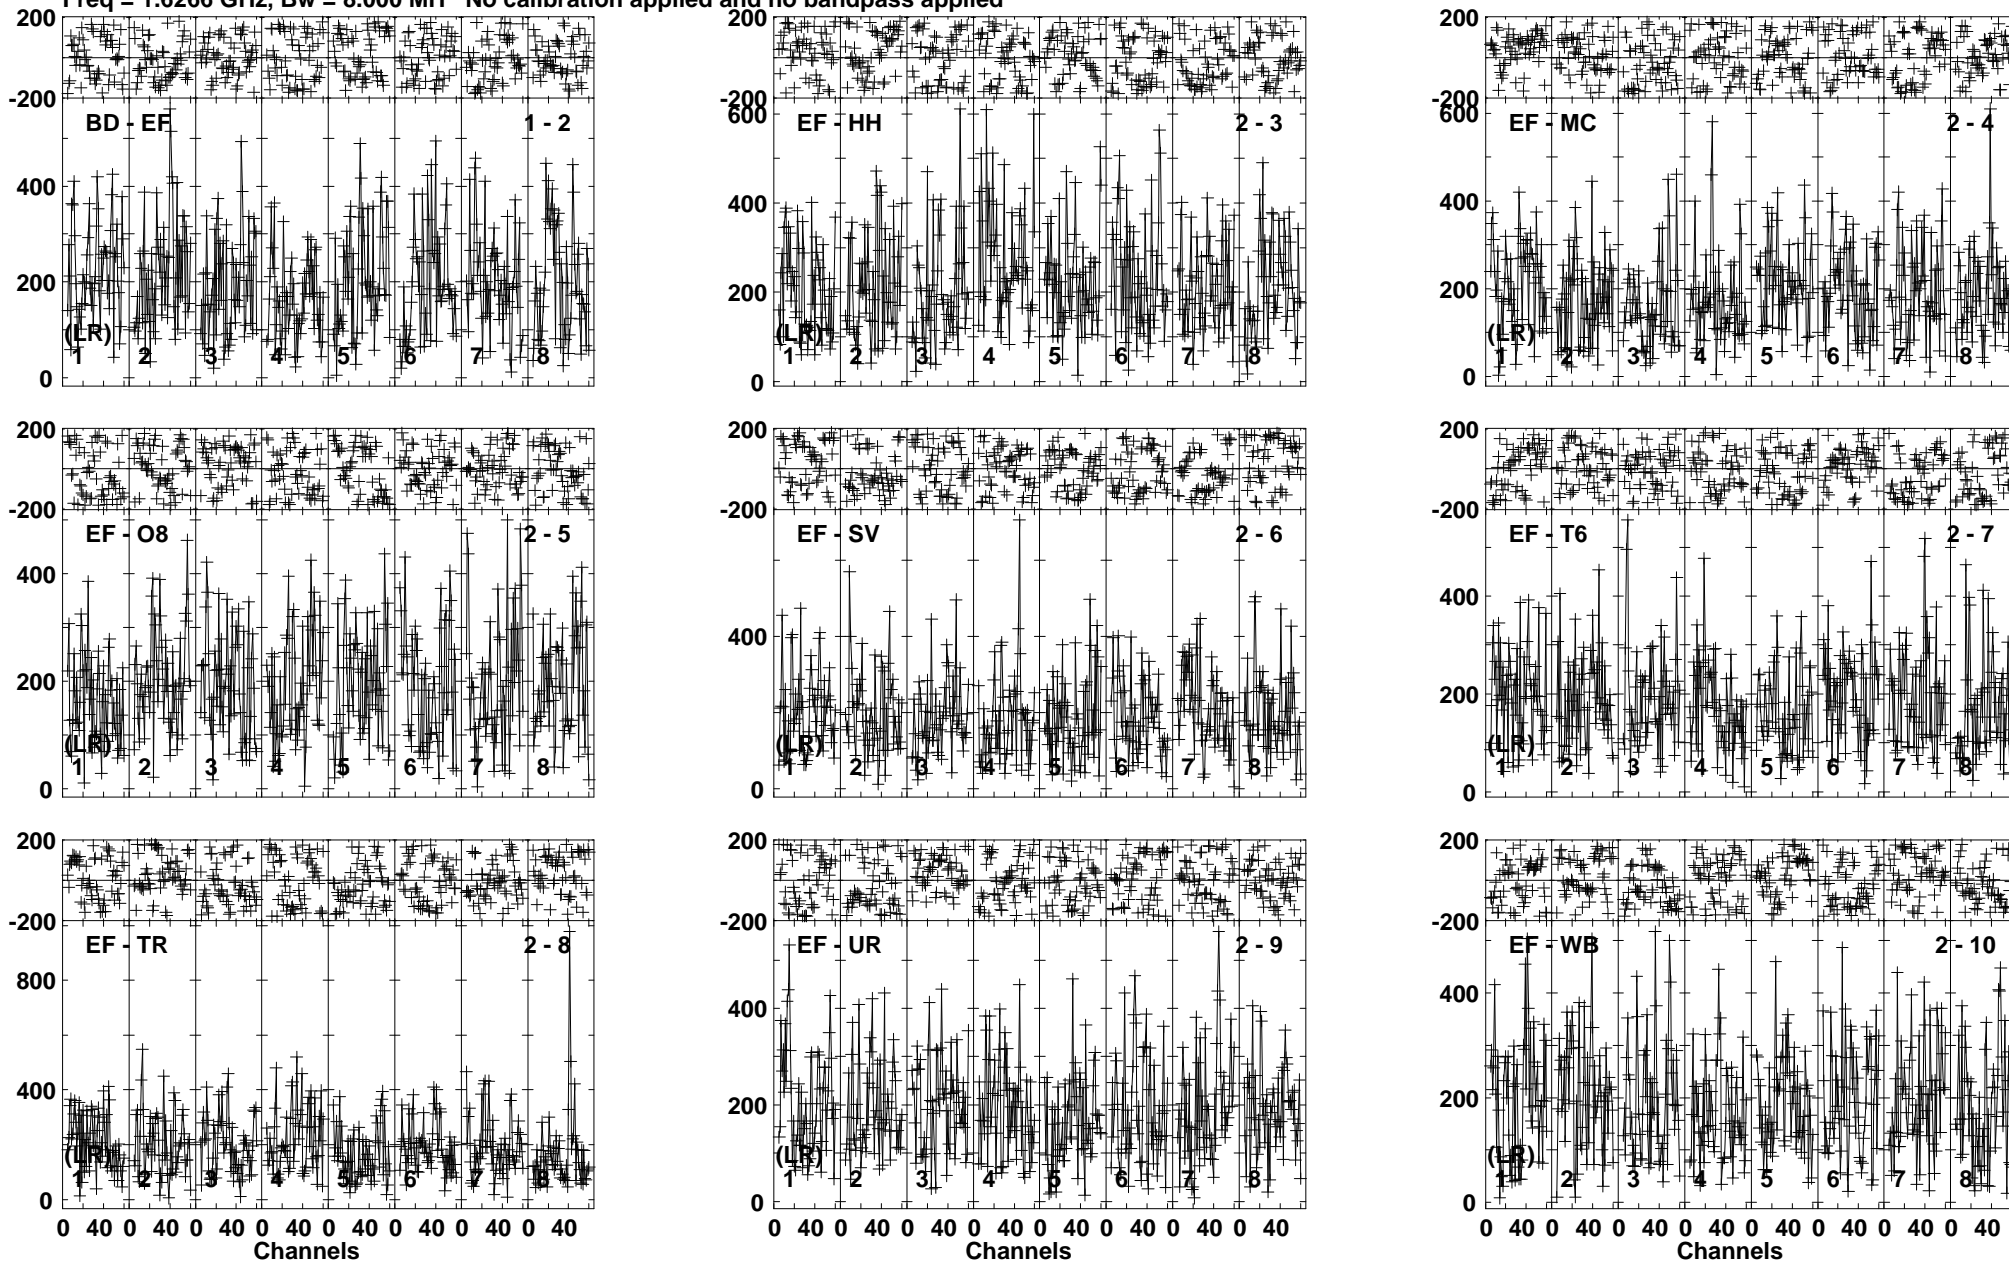 Freq = 1.6266 GHz, Bw = 8.000 MH No calibration applied and no bandpass applied
200 200 200
-200 -200 -200
BD - EF 1 - 2
600 EF - HH 2 - 3
600 EF - MC 2 - 4
400 400 400
200 200 200
(LR) (LR) (LR)
1 2 3 4 5 6 7 8
1 2 3 4 5 6 7 8
1 2 3 4 5 6 7 8
0 0 0
200 200 200
-200 -200 -200
EF - O8 2 - 5
EF - SV 2 - 6
EF - T6 2 - 7
400 400 400
200 200
(LR) (LR) (LR)
1 2 3 4 5 6 7 8
1 2 3 4 5 6 7 8
1 2 3 4 5 6 7 8
0 0 0
200 200 200
-200 -200 -200
EF - TR 2 - 8
EF - UR 2 - 9
EF - WB 2 - 10
800 400 400
400 200 200
(LR) (LR) (LR)
1 2 3 4 5 6 7 8
1 2 3 4 5 6 7 8
1 2 3 4 5 6 7 8
0 0 0
0 40 0 40 0 40 0 40 0 40 0 40 0 40 0 40
0 40 0 40 0 40 0 40 0 40 0 40 0 40 0 40
0 40 0 40 0 40 0 40 0 40 0 40 0 40 0 40
Channels Channels Channels